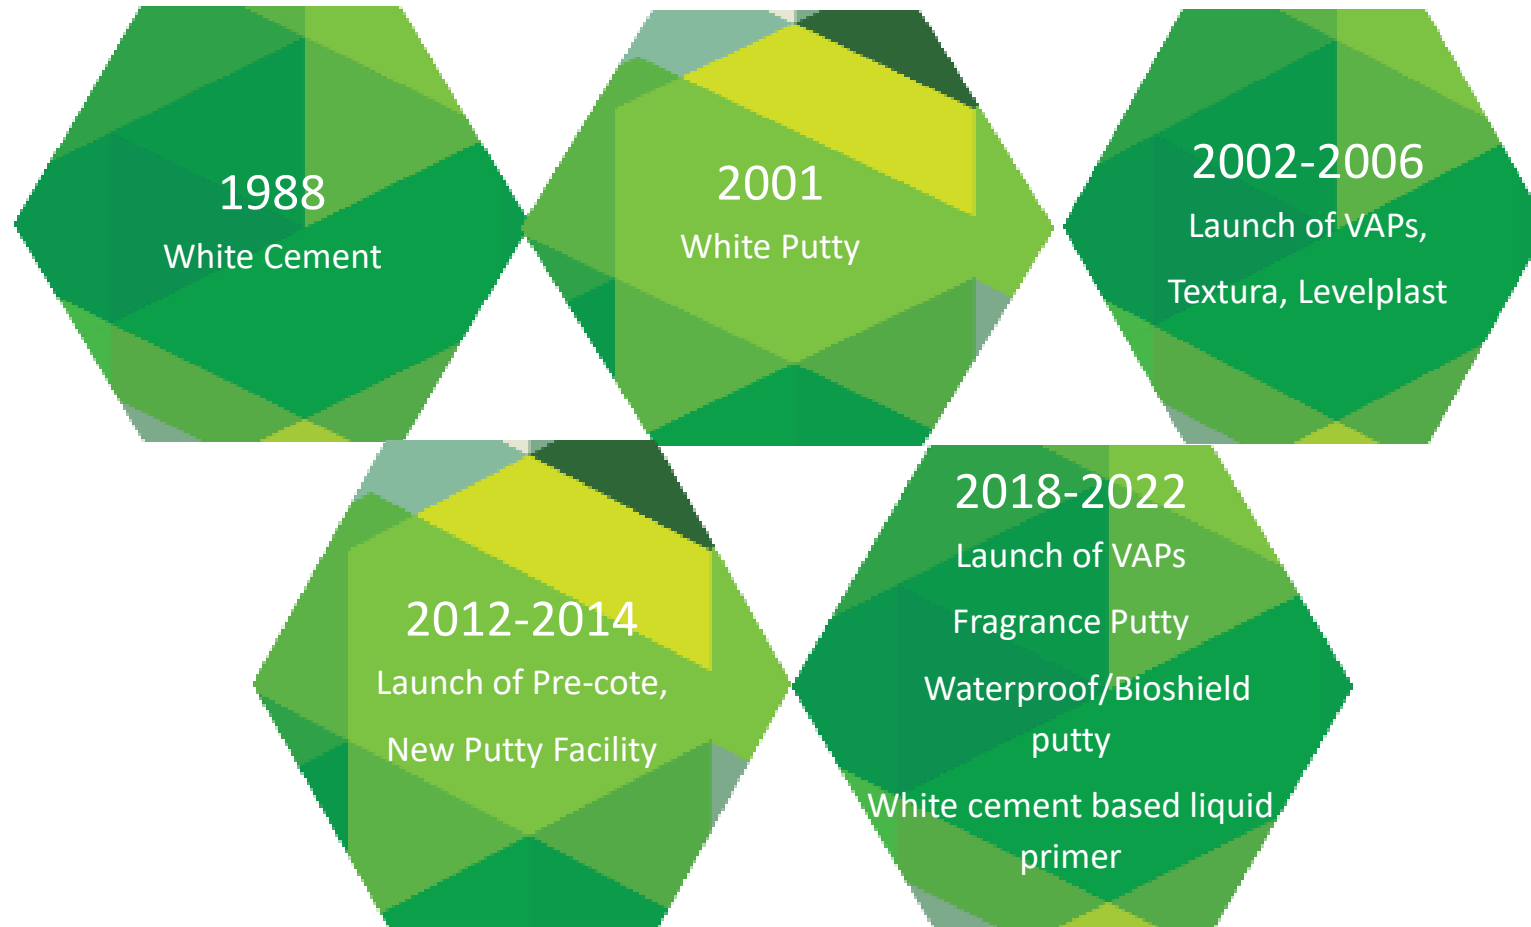 1988
White Cement
2001
White Putty
2002-2006
Launch of VAPs,
Textura, Levelplast
2012-2014
Launch of Pre-cote,
New Putty Facility
2018-2022
Launch of VAPs
Fragrance Putty
Waterproof/Bioshield
putty
White cement based liquid
primer